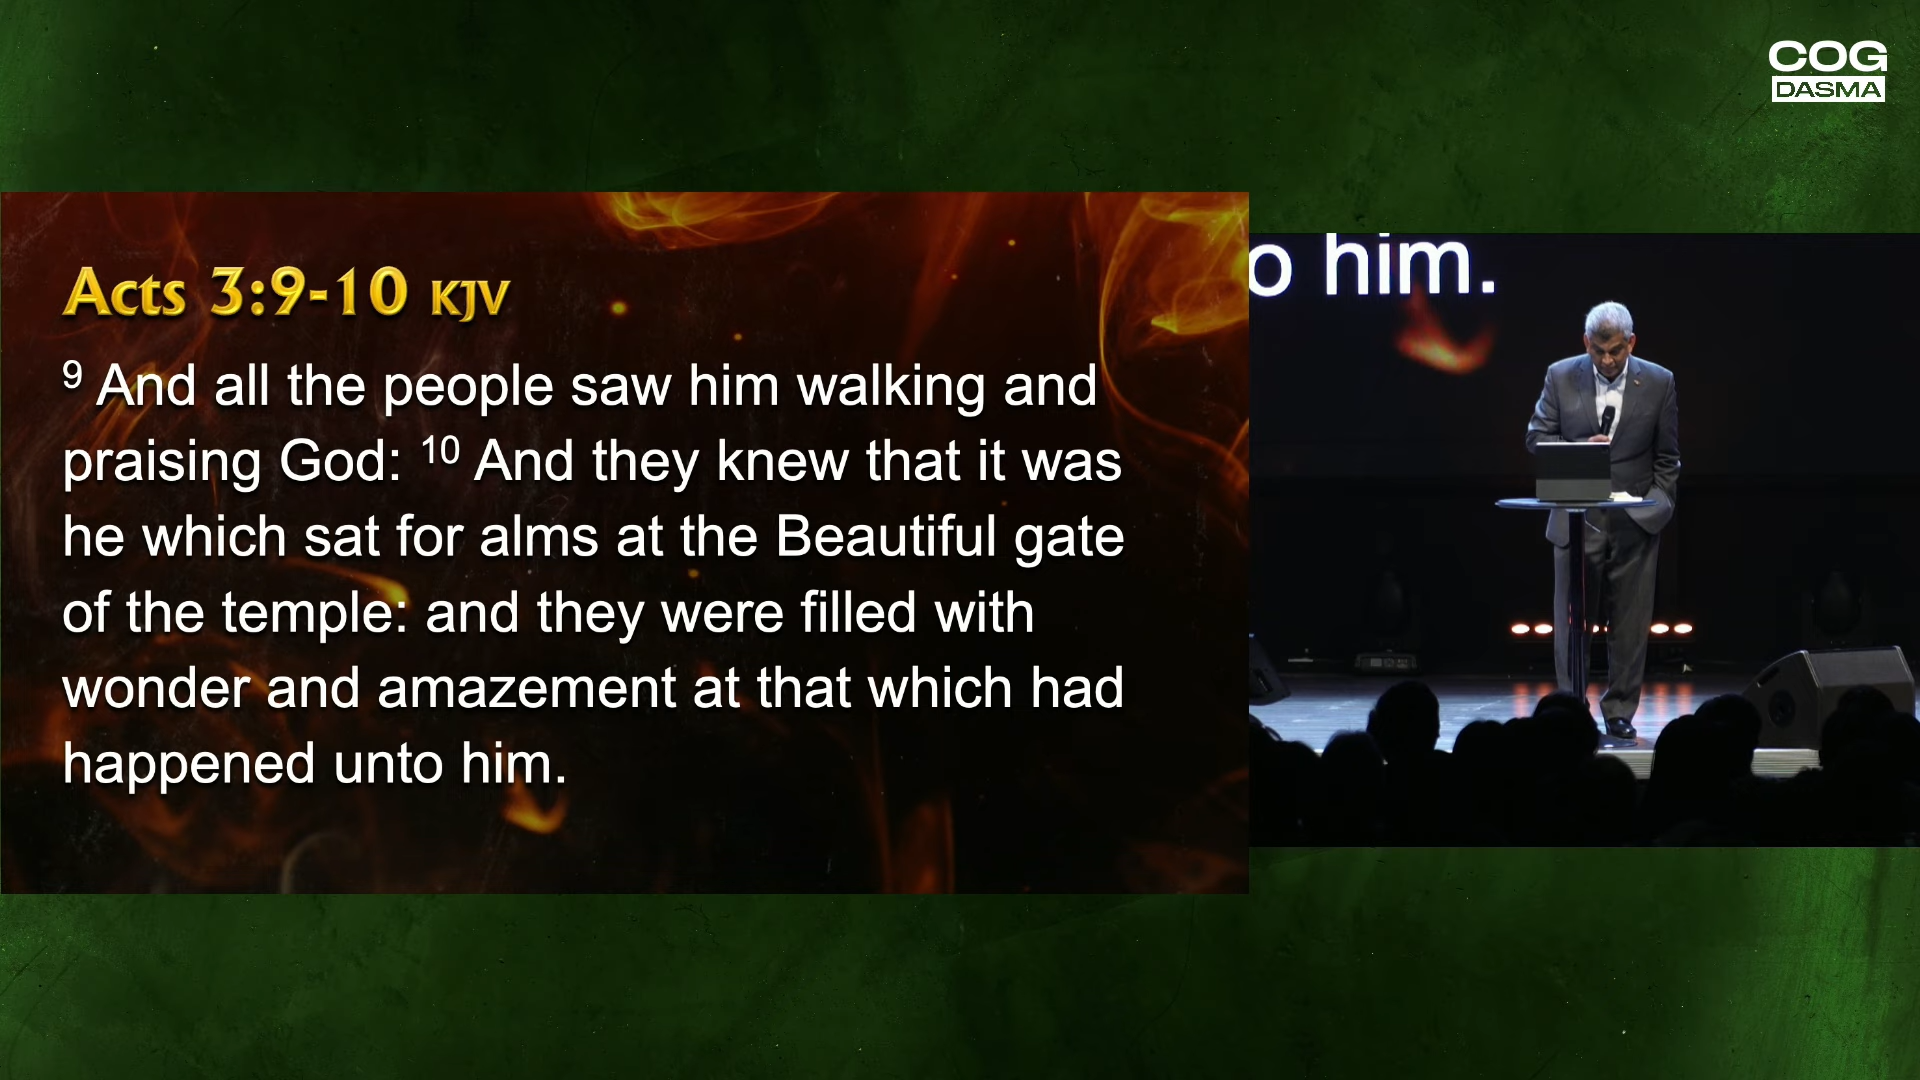 COG
DASMA
Acts 3:9-10 KJV
9 And all the people saw him walking and
praising God: 10 And they knew that it was
he which sat for alms at the Beautiful gate
of the temple: and they were filled with
wonder and amazement at that which had
happened unto him.
o him.